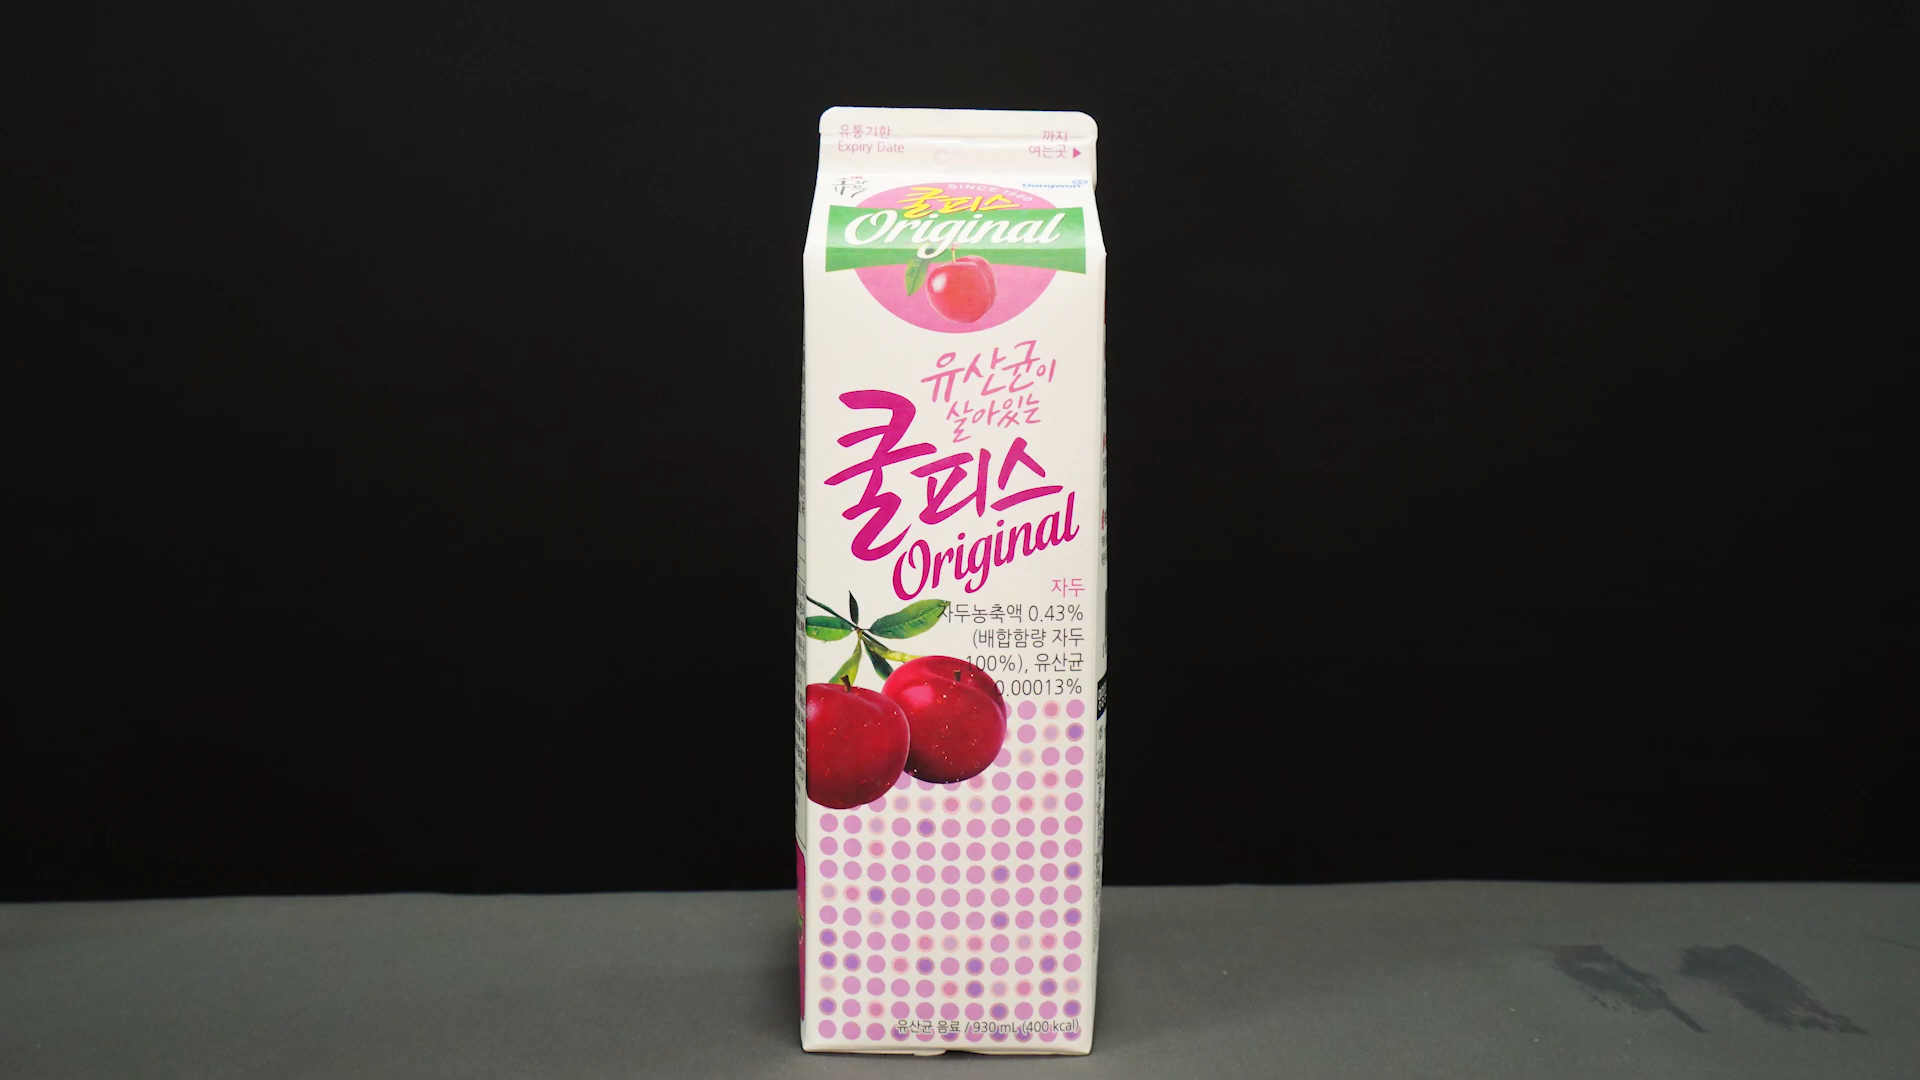 유통기한
Expiry Date
까지
여는곳 ▶
SINCE 1980
Dongwon
쿨피스
Original
유산균이
살아있는
쿨피스
Original
자두
자두농축액 0.43%
(배합함량 자두
100%), 유산균
0.00013%
유산균 음료 / 930 mL (400 kcal)